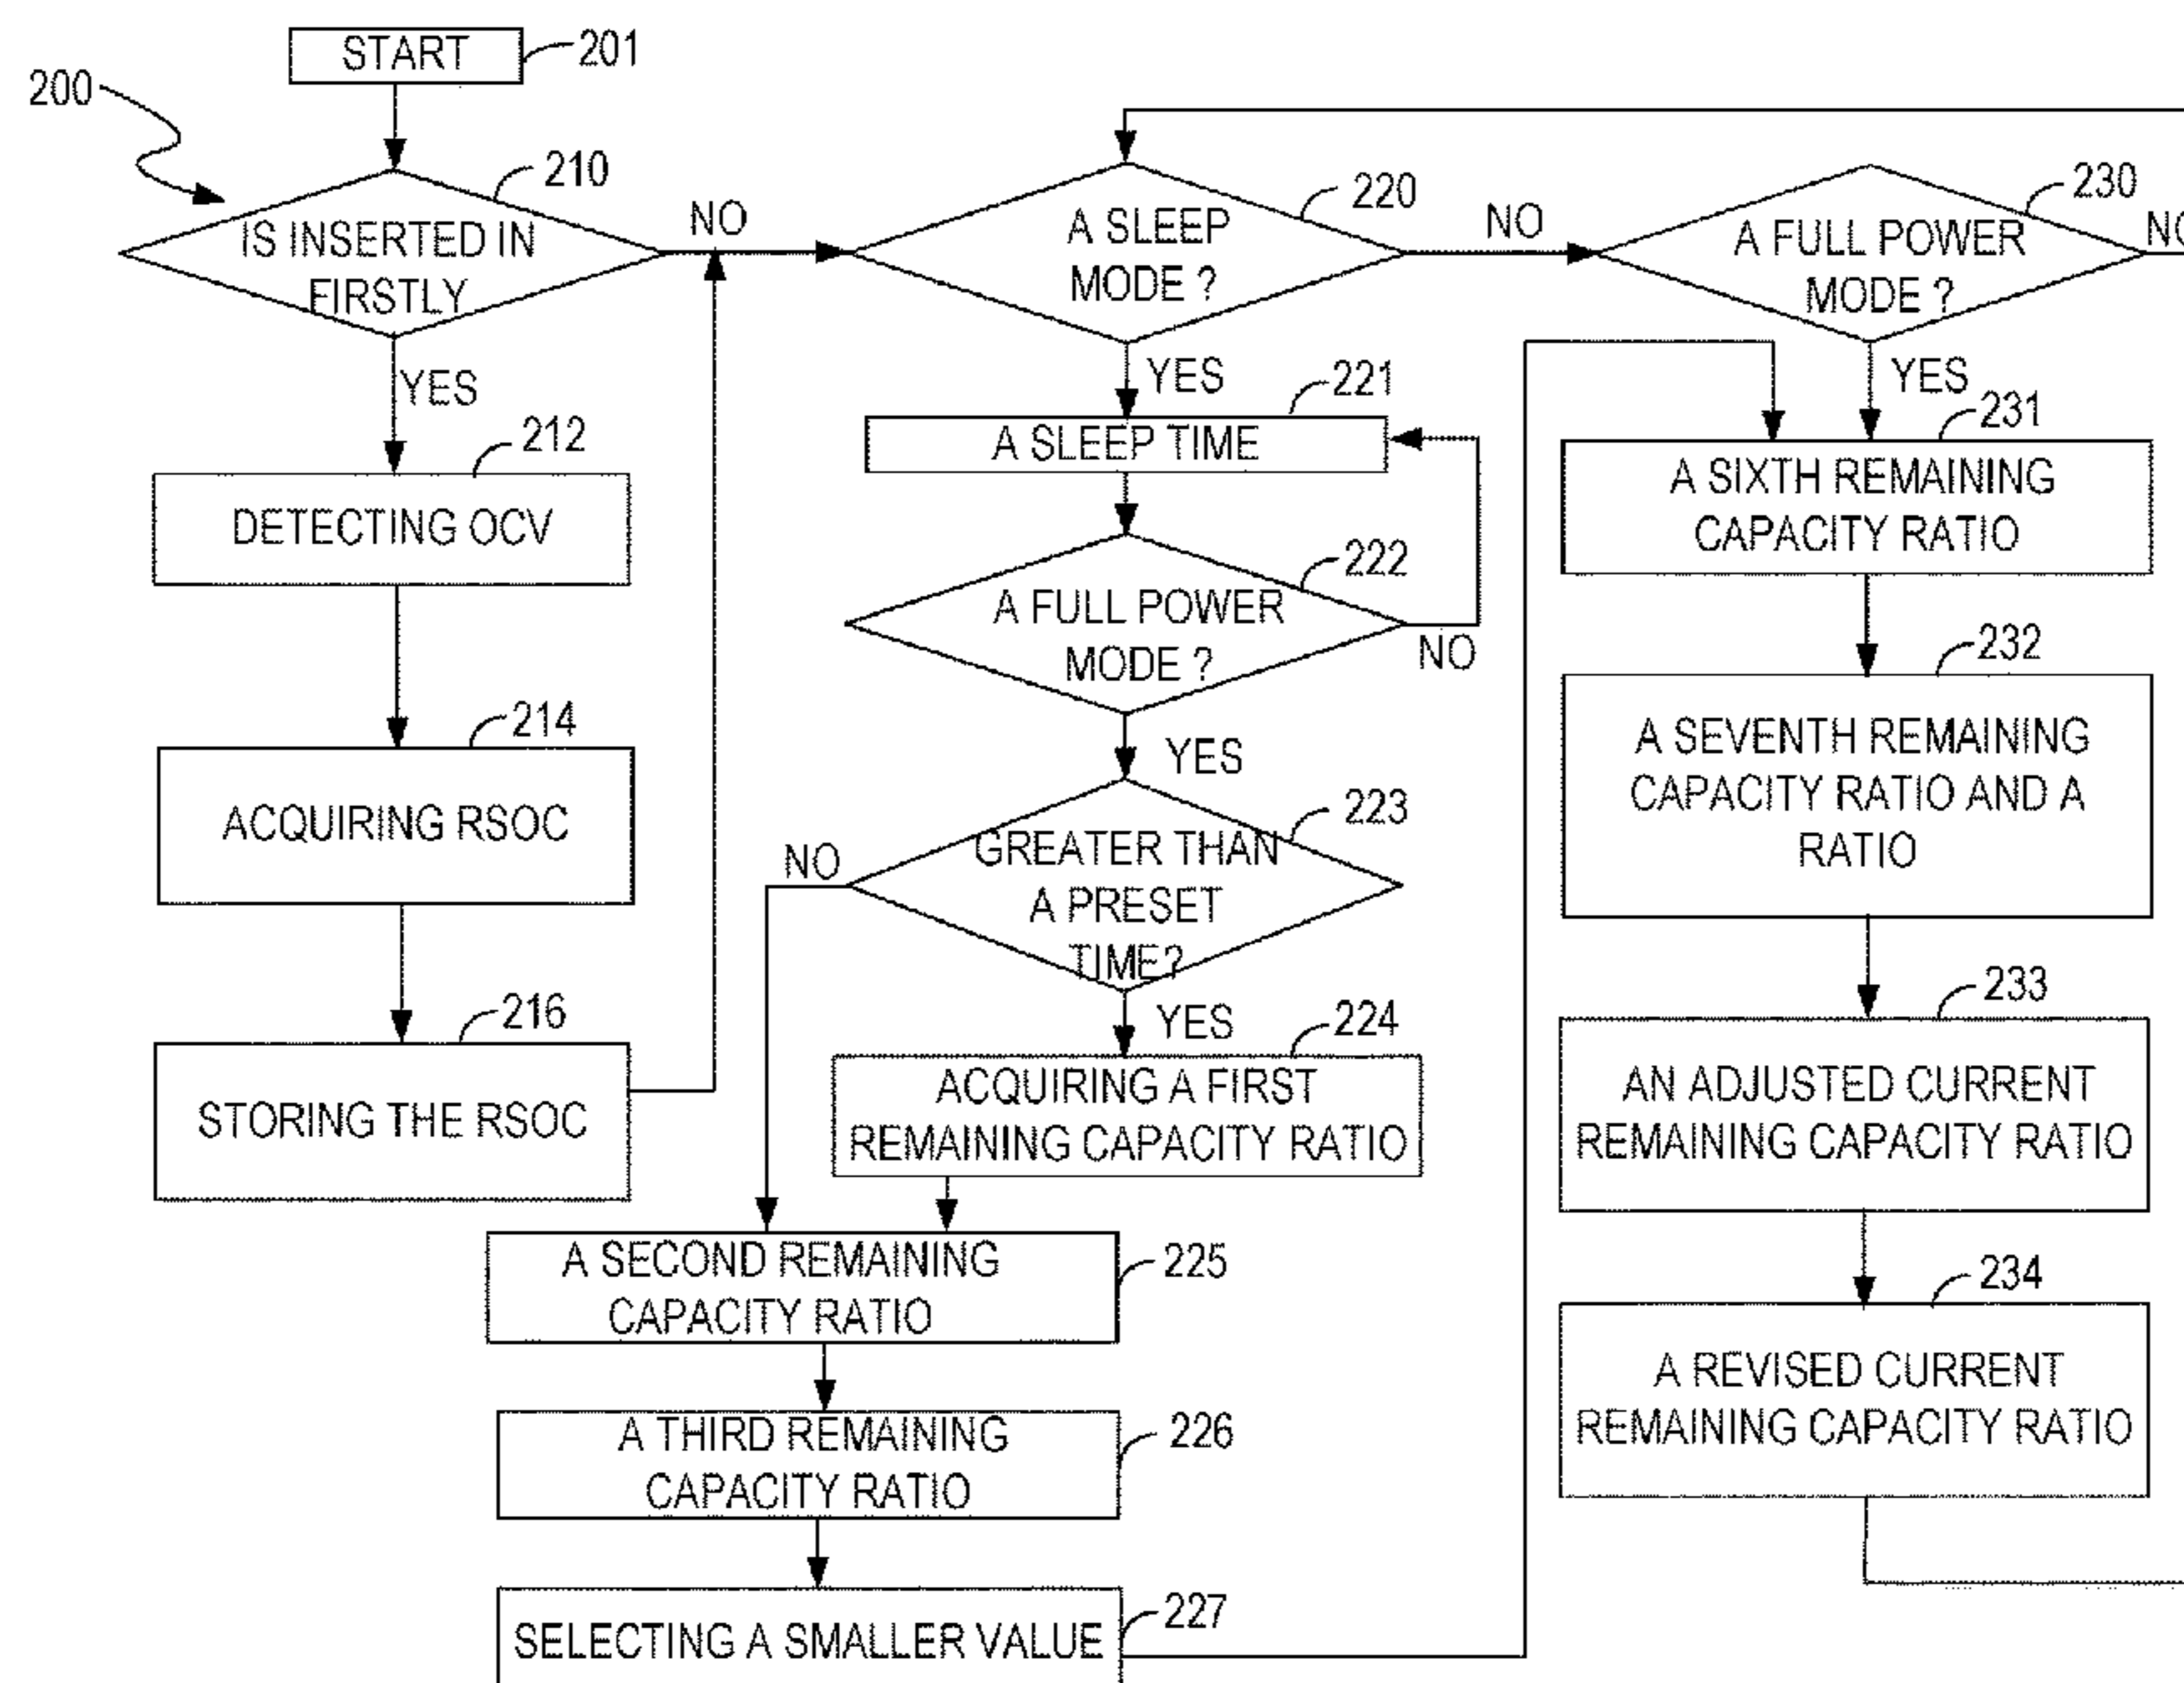 START
201
200
210
IS INSERTED IN
FIRSTLY
NO
YES
212
DETECTING OCV
214
ACQUIRING RSOC
216
STORING THE RSOC
220
A SLEEP
MODE ?
NO
YES
221
A SLEEP TIME
222
A FULL POWER
MODE ?
NO
YES
223
GREATER THAN
A PRESET
TIME?
NO
YES
224
ACQUIRING A FIRST
REMAINING CAPACITY RATIO
225
A SECOND REMAINING
CAPACITY RATIO
226
A THIRD REMAINING
CAPACITY RATIO
227
SELECTING A SMALLER VALUE
230
A FULL POWER
MODE ?
NO
YES
231
A SIXTH REMAINING
CAPACITY RATIO
232
A SEVENTH REMAINING
CAPACITY RATIO AND A
RATIO
233
AN ADJUSTED CURRENT
REMAINING CAPACITY RATIO
234
A REVISED CURRENT
REMAINING CAPACITY RATIO